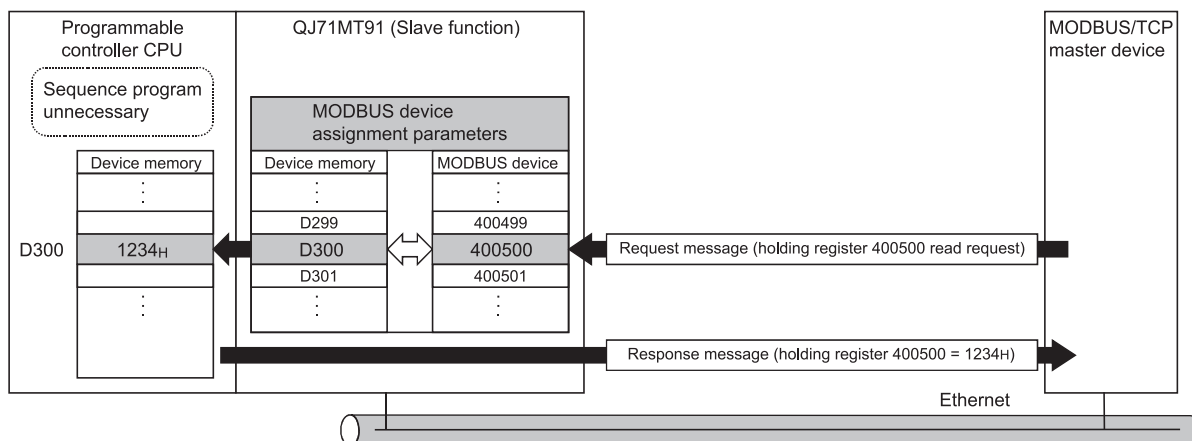 Programmable
controller CPU
Sequence program
unnecessary
Device memory
⋮
D300
1234H
⋮
QJ71MT91 (Slave function)
MODBUS device
assignment parameters
Device memory
MODBUS device
⋮
⋮
D299
400499
D300
400500
D301
400501
⋮
⋮
Request message (holding register 400500 read request)
Response message (holding register 400500 = 1234H)
MODBUS/TCP
master device
Ethernet